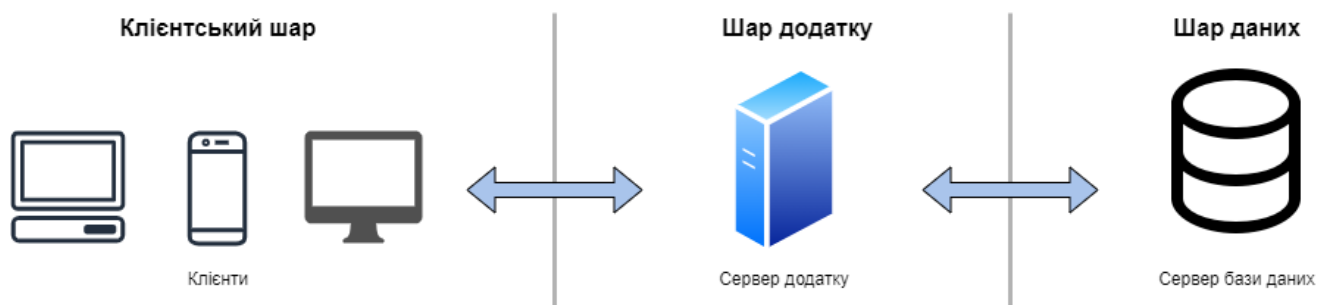 Клієнтський шар
Шар додатку
Шар даних
Клієнти
Сервер додатку
Сервер бази даних